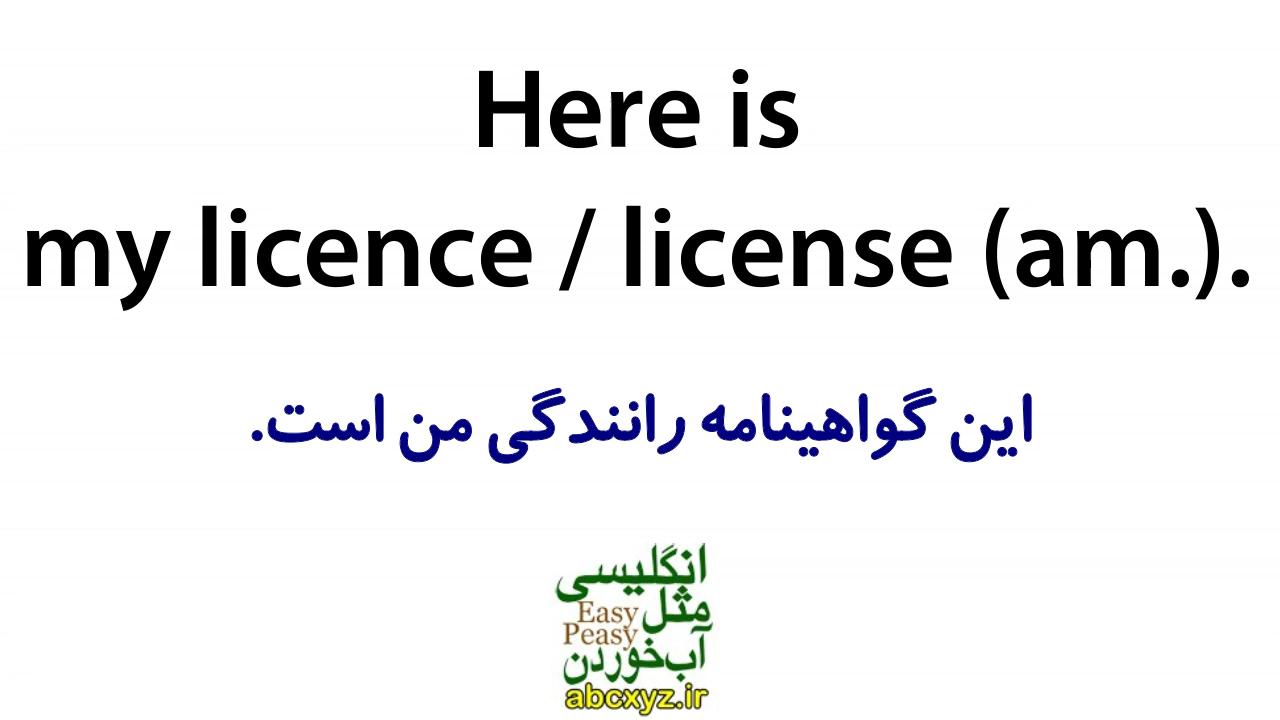 Here is
my licence / license (am.).
این گواهینامه رانندگی من است.
انگلیسی
مثل Easy
Peasy
آب‌خوردن
abcxyz.ir